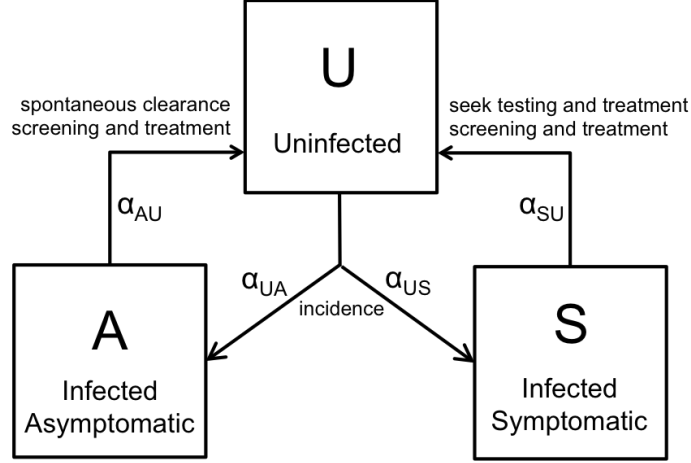 U
Uninfected
spontaneous clearance
screening and treatment
seek testing and treatment
screening and treatment
αAU
αSU
αUA
αUS
incidence
A
Infected
Asymptomatic
S
Infected
Symptomatic